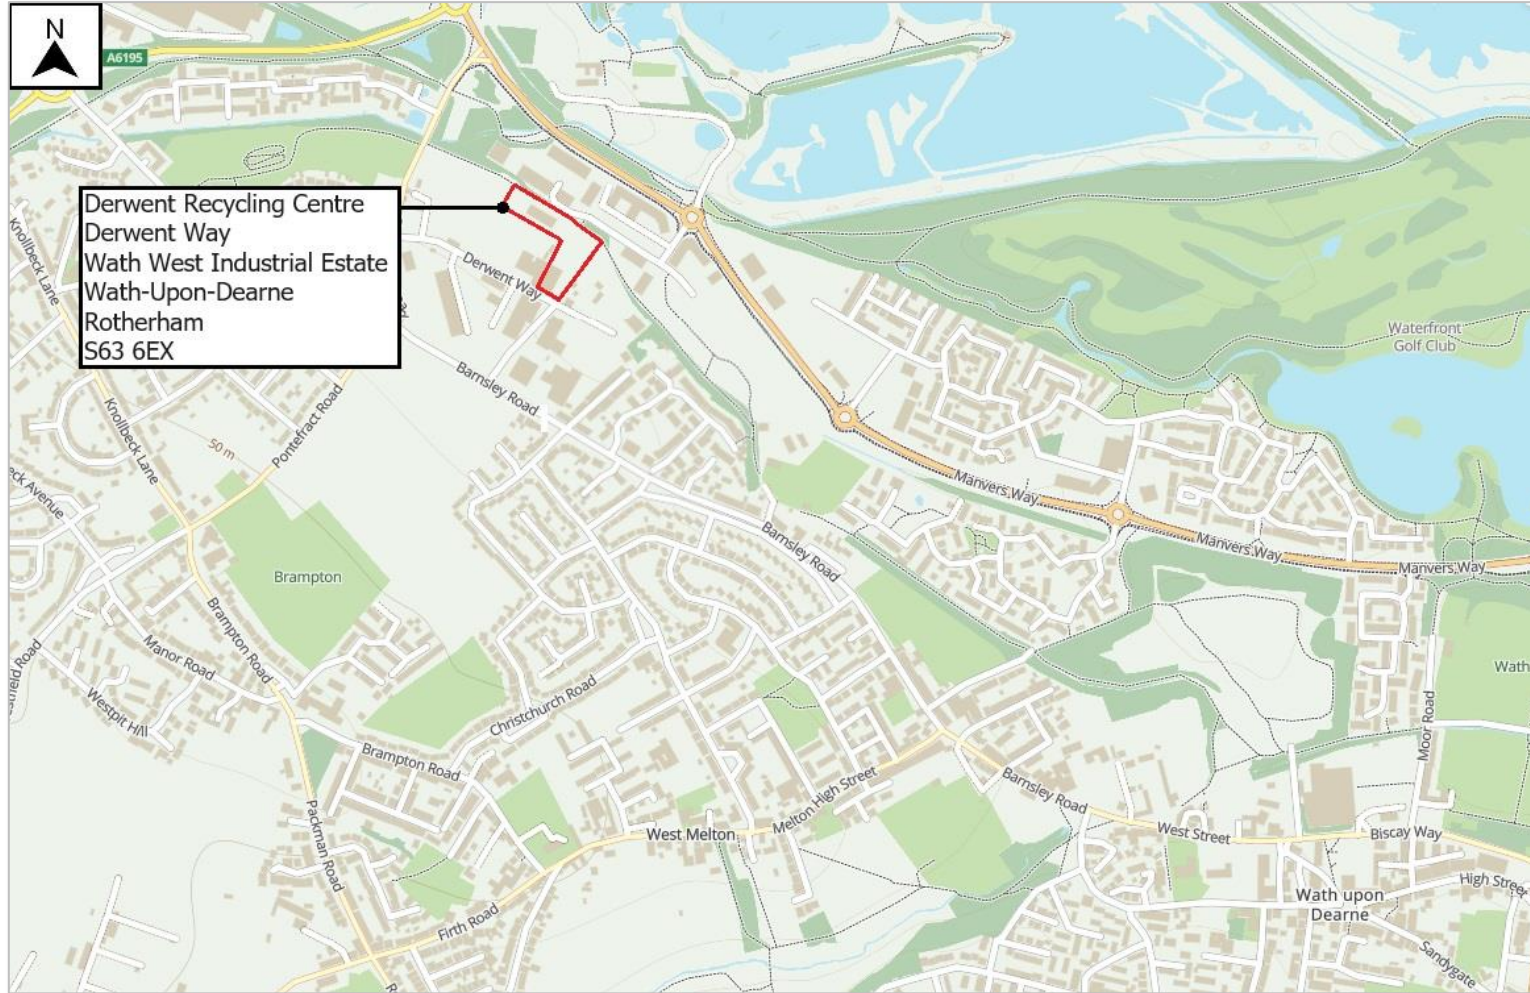 N
A6195
Derwent Recycling Centre
Derwent Way
Wath West Industrial Estate
Wath-Upon-Dearne
Rotherham
S63 6EX
Knollbeck Lane
Derwent Way
Waterfront
Golf Club
Barnsley Road
Knollbeck Lane
Pontefract Road
50 m
Avenue
Manvers Way
Manvers Way
Manvers Way
Barnsley Road
Brampton
Brampton Road
Manor Road
Road
Westpit Hill
Christchurch Road
Wath
Moor Road
Brampton Road
Packman Road
Melton High Street
Barnsley Road
West Melton
West Street
Biscay Way
High Street
Wath upon
Dearne
Firth Road
Sandygate